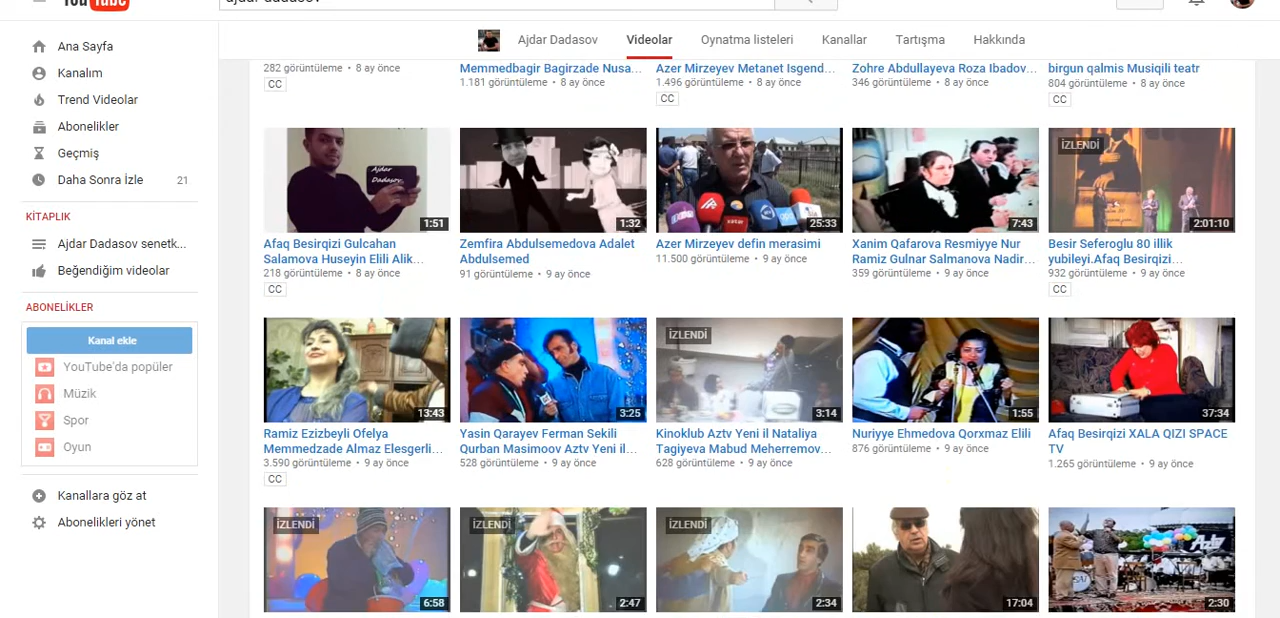 YouTube
ajdar dadasov
Ajdar Dadasov Videolar Oynatma listeleri Kanallar Tartışma Hakkında
Ana Sayfa
Kanalım
Trend Videolar
Abonelikler
Geçmiş
Daha Sonra İzle 21
KİTAPLIK
Ajdar Dadasov senetk...
Beğendiğim videolar
ABONELİKLER
Kanal ekle
YouTube'da popüler
Müzik
Spor
Oyun
Kanallara göz at
Abonelikleri yönet
282 görüntüleme • 8 ay önce
CC
Memmedbagir Bagirzade Nusa...
1.181 görüntüleme • 8 ay önce
Azer Mirzeyev Metanet Isgend...
1.496 görüntüleme • 8 ay önce
CC
Zohre Abdullayeva Roza Ibadov...
346 görüntüleme • 8 ay önce
birgun qalmis Musiqili teatr
804 görüntüleme • 8 ay önce
CC
Ajdar
Dadasov.
1:51
Afaq Besirqizi Gulcahan
Salamova Huseyin Elili Alik...
218 görüntüleme • 8 ay önce
CC
1:32
Zemfira Abdulsemedova Adalet
Abdulsemed
91 görüntüleme • 9 ay önce
xezer
25:33
Azer Mirzeyev defin merasimi
11.500 görüntüleme • 9 ay önce
7:43
Xanim Qafarova Resmiyye Nur
Ramiz Gulnar Salmanova Nadir...
359 görüntüleme • 9 ay önce
İZLENDİ
2:01:10
Besir Seferoglu 80 illik
yubileyi.Afaq Besirqizi...
932 görüntüleme • 9 ay önce
CC
13:43
Ramiz Ezizbeyli Ofelya
Memmedzade Almaz Elesgerli...
3.590 görüntüleme • 9 ay önce
CC
3:25
Yasin Qarayev Ferman Sekili
Qurban Masimoov Aztv Yeni il...
528 görüntüleme • 9 ay önce
İZLENDİ
3:14
Kinoklub Aztv Yeni il Nataliya
Tagiyeva Mabud Meherremov...
628 görüntüleme • 9 ay önce
1:55
Nuriyye Ehmedova Qorxmaz Elili
876 görüntüleme • 9 ay önce
37:34
Afaq Besirqizi XALA QIZI SPACE
TV
1.265 görüntüleme • 9 ay önce
İZLENDİ
6:58
İZLENDİ
2:47
İZLENDİ
2:34
17:04
2:30